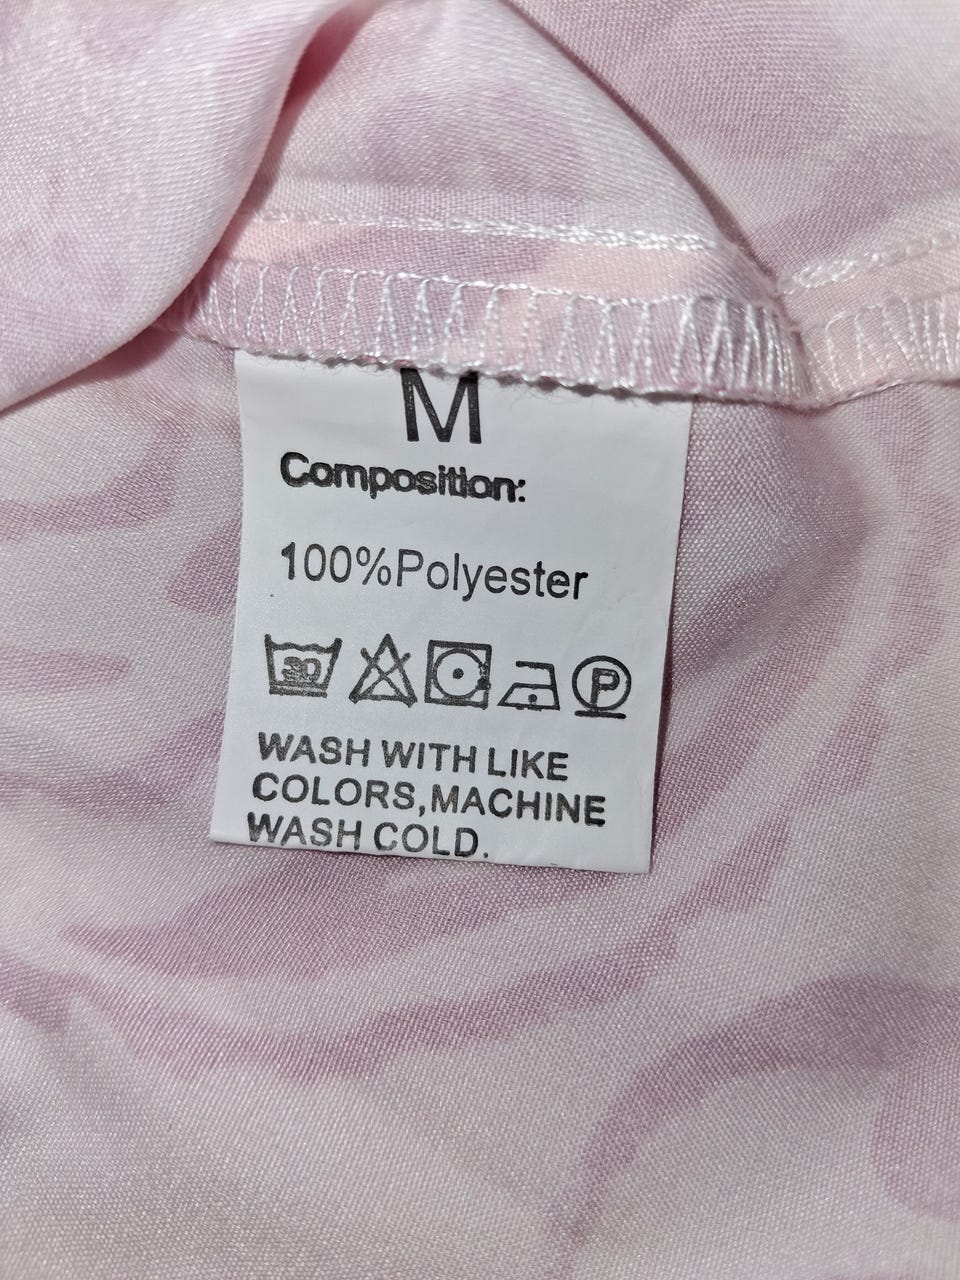 M
Composition:
100%Polyester
30
P
WASH WITH LIKE
COLORS,MACHINE
WASH COLD.